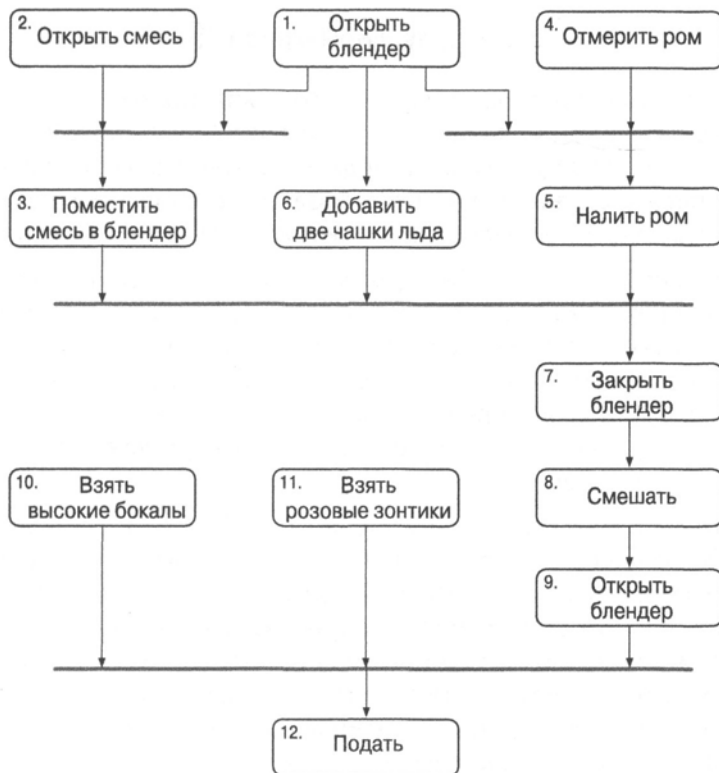 2. Открыть смесь
1. Открыть
блендер
4. Отмерить ром
3. Поместить
смесь в блендер
6. Добавить
две чашки льда
5. Налить ром
7. Закрыть
блендер
10. Взять
высокие бокалы
11. Взять
розовые зонтики
8. Смешать
9. Открыть
блендер
12. Подать